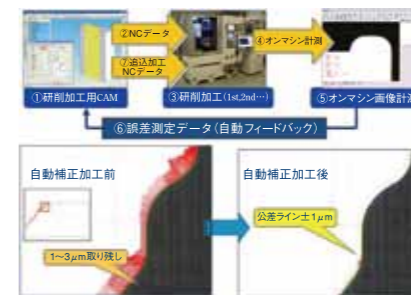 ②NCデータ
④オンマシン計測
⑦追込加工
NCデータ
①研削加工用CAM
③研削加工(1st,2nd…)
⑤オンマシン画像計測
⑥誤差測定データ(自動フィードバック)
自動補正加工前
自動補正加工後
公差ライン±1μm
1〜3μm取り残し